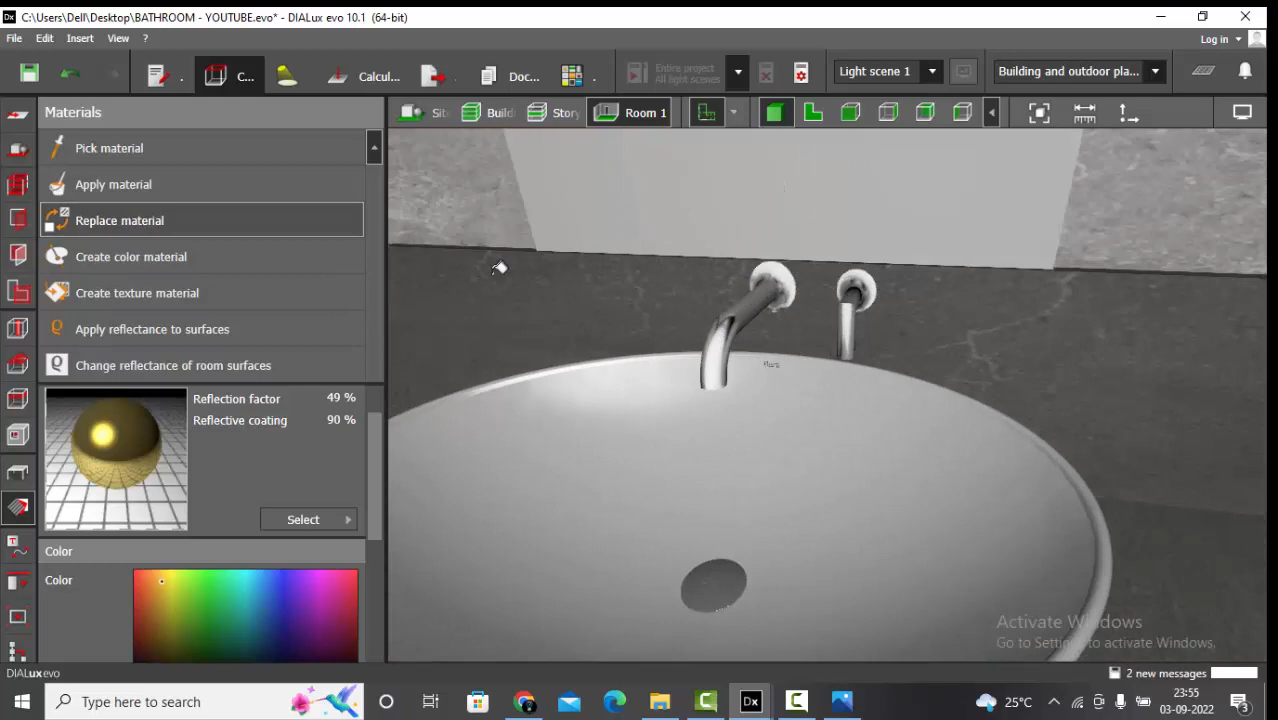 C:\Users\Dell\Desktop\BATHROOM - YOUTUBE.evo* - DIALux evo 10.1 (64-bit)
File Edit Insert View ?
Log in
C... Calcul... Doc... Entire project
All light scenes
Light scene 1
Building and outdoor pla...
Materials
Sit Build Story Room 1
Pick material
Apply material
Replace material
Create color material
Create texture material
Apply reflectance to surfaces
Change reflectance of room surfaces
Reflection factor 49 %
Reflective coating 90 %
Select
Color
Color
Activate Windows
Go to Settings to activate Windows.
DIALux evo
2 new messages
Type here to search
25°C
23:55
03-09-2022
3